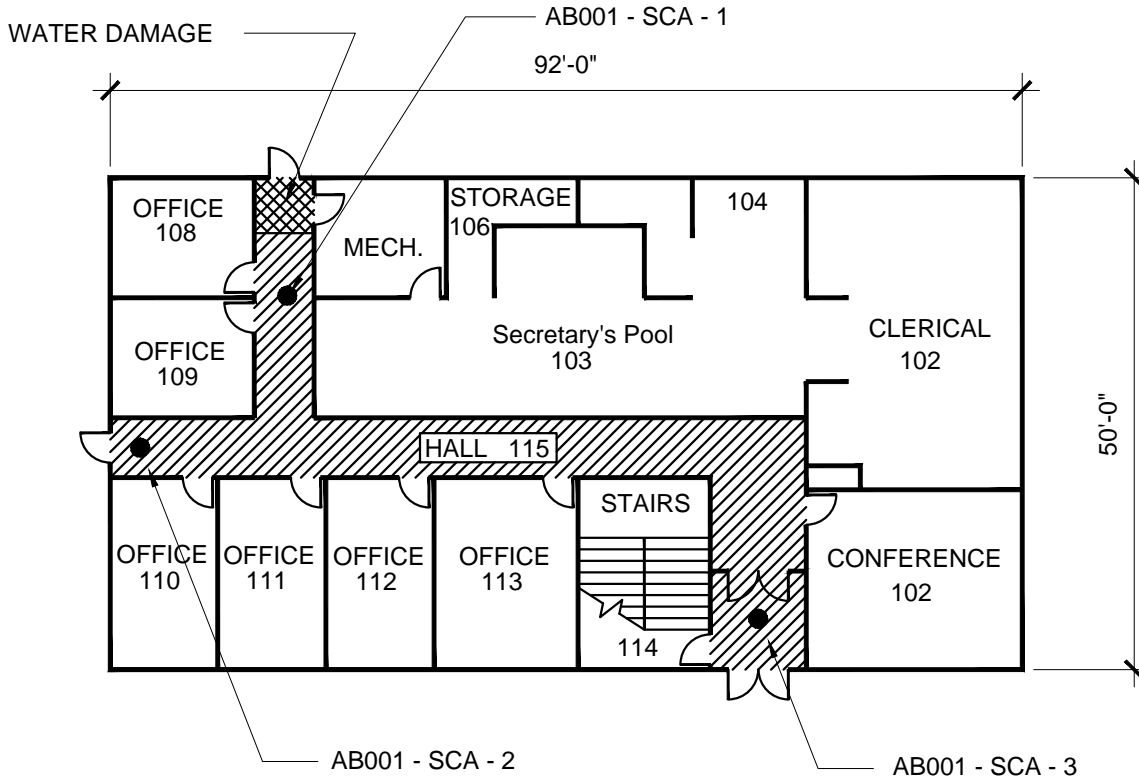 AB001 - SCA - 1
WATER DAMAGE
92'-0"
OFFICE
108
STORAGE
106
104
MECH.
OFFICE
109
Secretary's Pool
103
CLERICAL
102
HALL 115
50'-0"
STAIRS
OFFICE
110
OFFICE
111
OFFICE
112
OFFICE
113
CONFERENCE
102
114
AB001 - SCA - 2
AB001 - SCA - 3